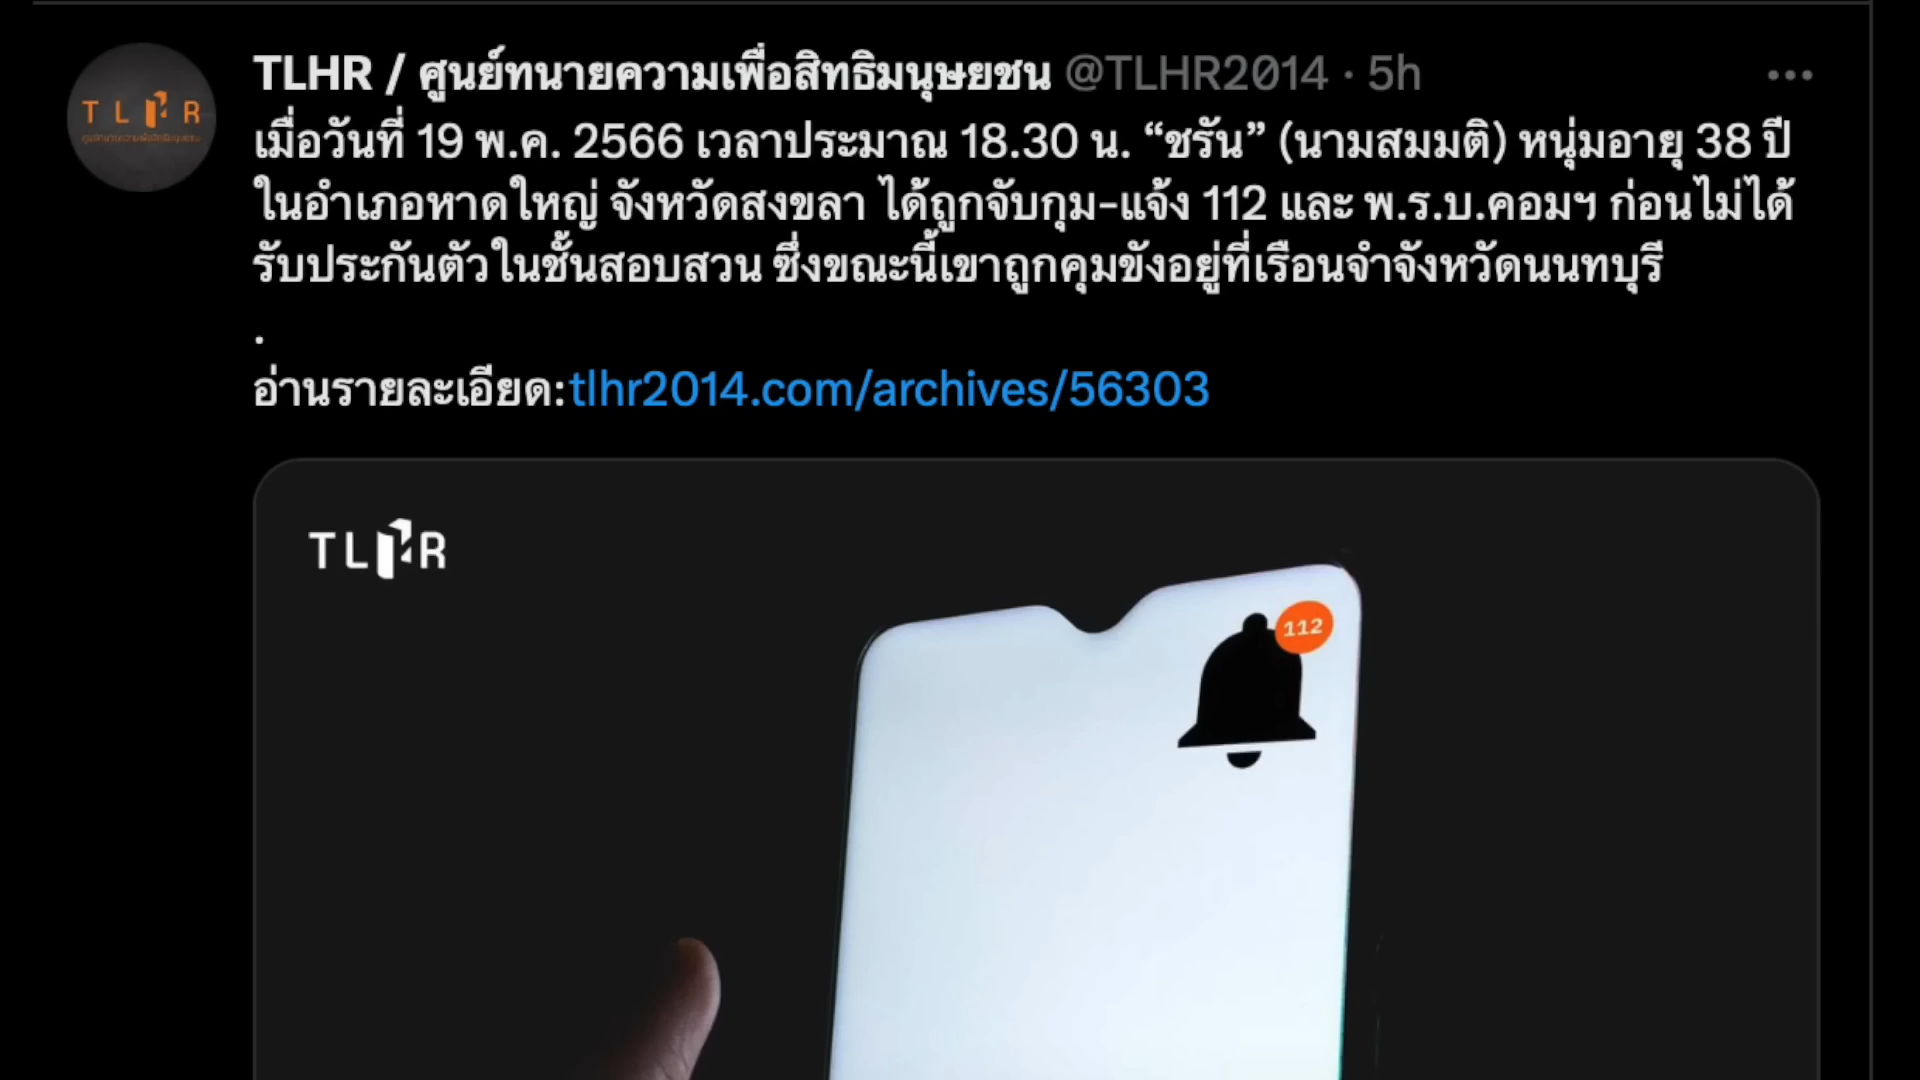 TLHR / ศูนย์ทนายความเพื่อสิทธิมนุษยชน @TLHR2014 · 5h
TLHR
เมื่อวันที่ 19 พ.ค. 2566 เวลาประมาณ 18.30 น. “ชรัน” (นามสมมติ) หนุ่มอายุ 38 ปี
ในอำเภอหาดใหญ่ จังหวัดสงขลา ได้ถูกจับกุม-แจ้ง 112 และ พ.ร.บ.คอมฯ ก่อนไม่ได้
รับประกันตัวในชั้นสอบสวน ซึ่งขณะนี้เขาถูกคุมขังอยู่ที่เรือนจำจังหวัดนนทบุรี
.
อ่านรายละเอียด:tlhr2014.com/archives/56303
TLHR
112